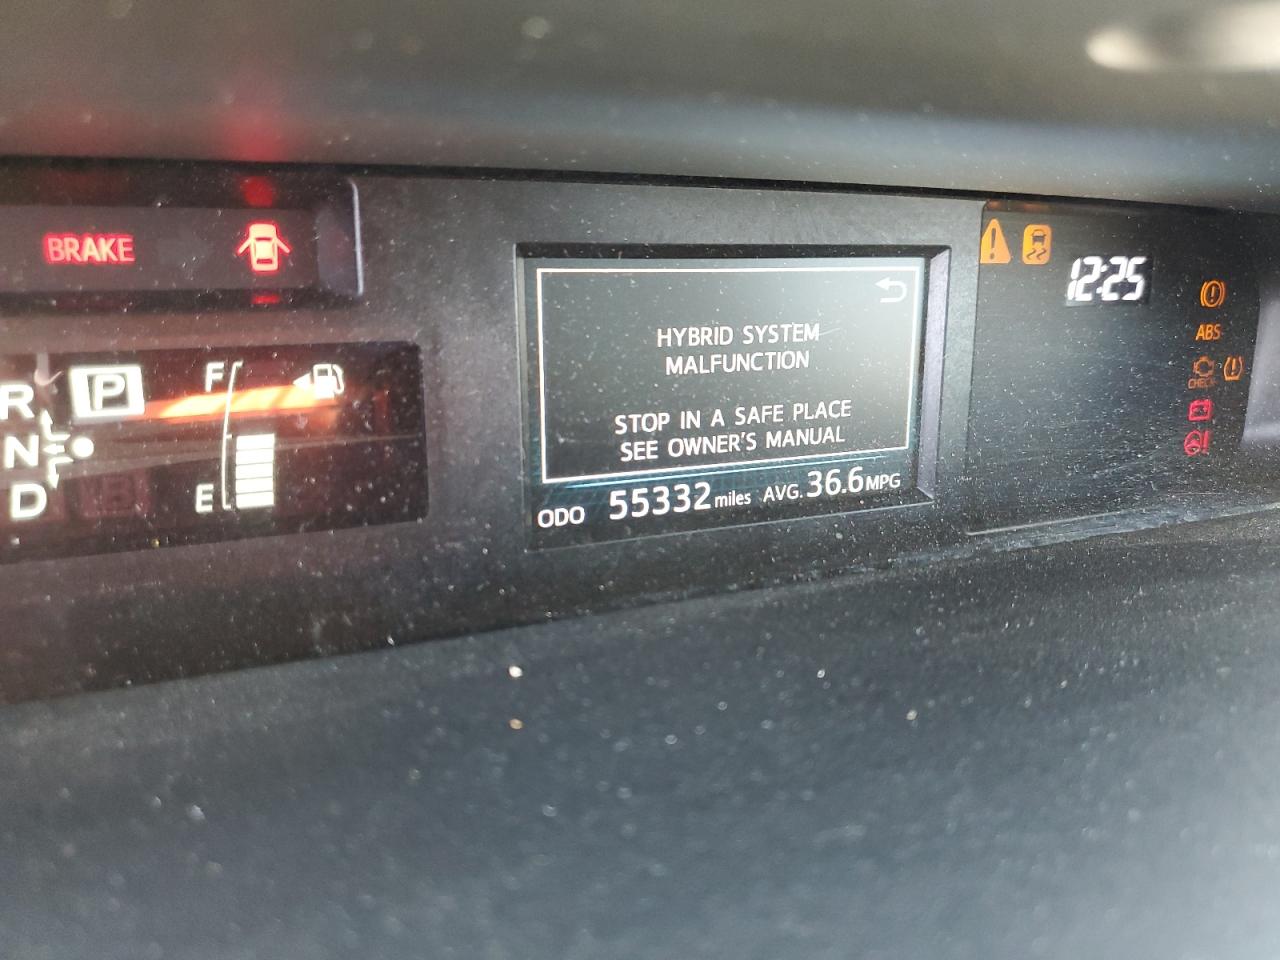 BRAKE
12:25
ABS
CHECK
R
P
N
D
B
F
E
HYBRID SYSTEM
MALFUNCTION
STOP IN A SAFE PLACE
SEE OWNER'S MANUAL
ODO 55332 miles AVG. 36.6 MPG